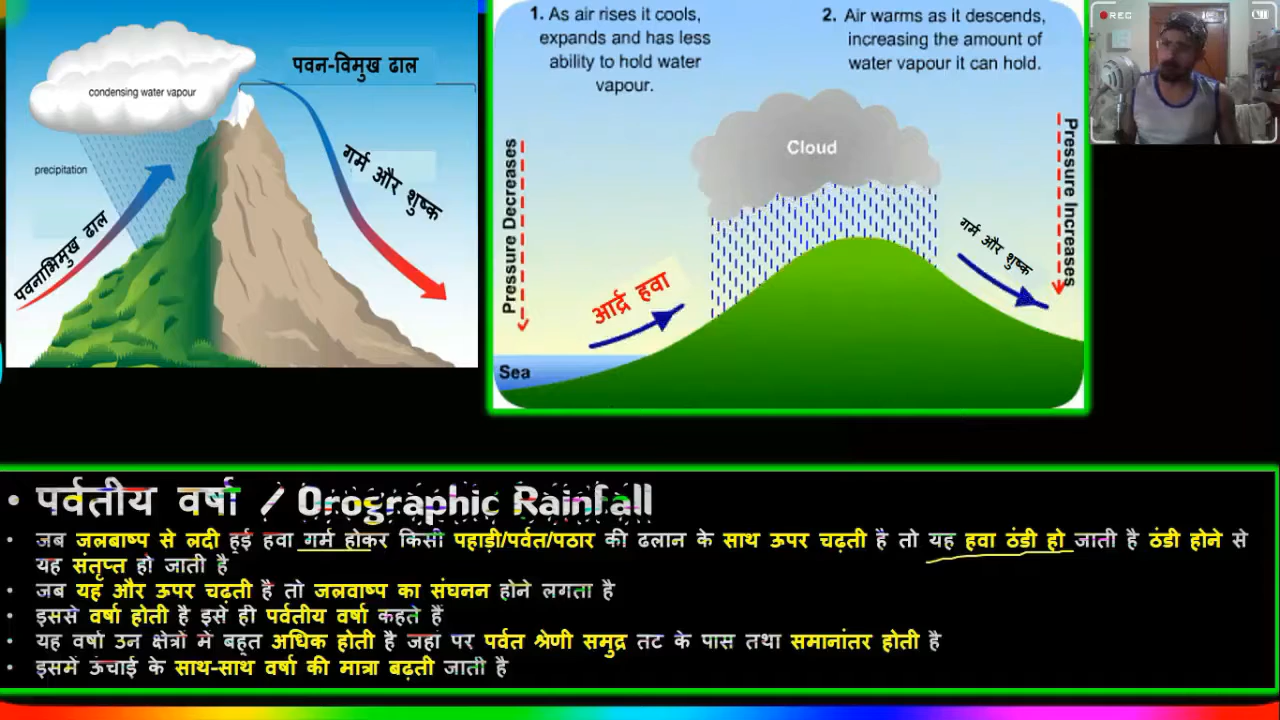 पवन-विमुख ढाल
condensing water vapour
गर्म और शुष्क
precipitation
पवनाभिमुख ढाल
1. As air rises it cools,
expands and has less
ability to hold water
vapour.
2. Air warms as it descends,
increasing the amount of
water vapour it can hold.
Pressure Decreases
Cloud
Pressure Increases
गर्म और शुष्क
आर्द्र हवा
Sea
REC
• पर्वतीय वर्षा / Orographic Rainfall
• जब जलबाष्प से लदी हुई हवा गर्म होकर किसी पहाड़ी/पर्वत/पठार की ढलान के साथ ऊपर चढ़ती है तो यह हवा ठंडी हो जाती है ठंडी होने से
यह संतृप्त हो जाती है
• जब यह और ऊपर चढ़ती है तो जलवाष्प का संघनन होने लगता है
• इससे वर्षा होती है इसे ही पर्वतीय वर्षा कहते हैं
• यह वर्षा उन क्षेत्रों में बहुत अधिक होती है जहां पर पर्वत श्रेणी समुद्र तट के पास तथा समानांतर होती है
• इसमें ऊंचाई के साथ-साथ वर्षा की मात्रा बढ़ती जाती है